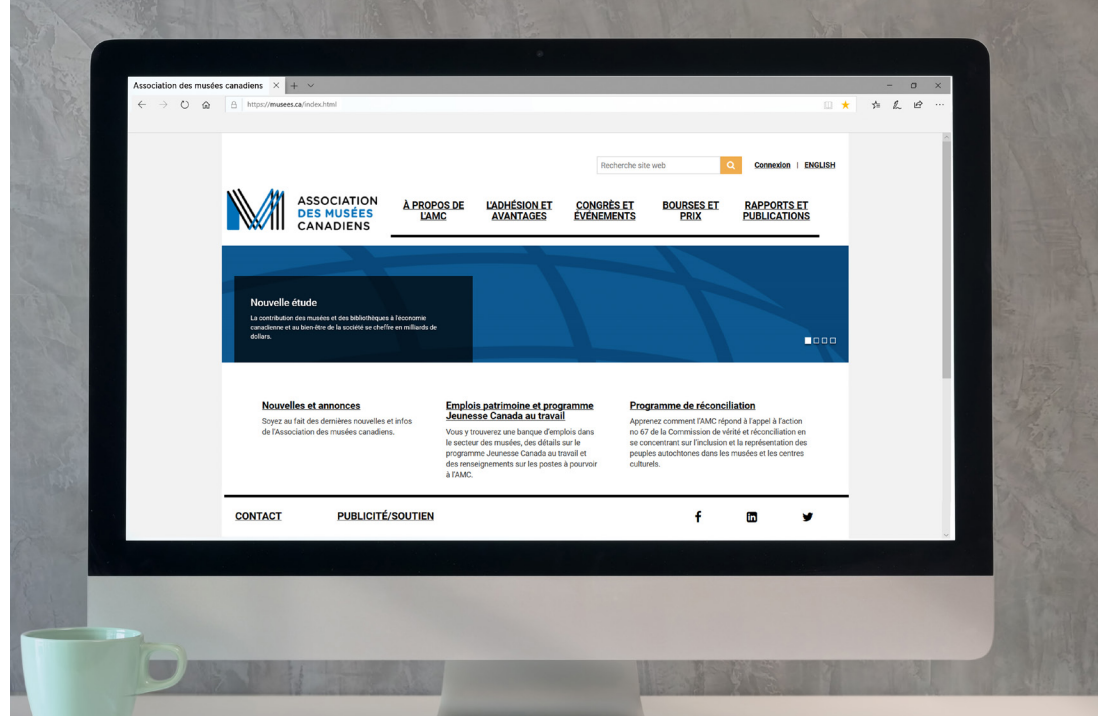 Association des musées canadiens
https://musees.ca/index.html
Recherche site web
Connexion | ENGLISH
ASSOCIATION
DES MUSÉES
CANADIENS
À PROPOS DE
L'AMC
L'ADHÉSION ET
AVANTAGES
CONGRÈS ET
ÉVÉNEMENTS
BOURSES ET
PRIX
RAPPORTS ET
PUBLICATIONS
Nouvelle étude
La contribution des musées et des bibliothèques à l'économie
canadienne et au bien-être de la société se cheffre en milliards de
dollars.
Nouvelles et annonces
Soyez au fait des dernières nouvelles et infos
de l'Association des musées canadiens.
Emplois patrimoine et programme
Jeunesse Canada au travail
Vous y trouverez une banque d'emplois dans
le secteur des musées, des détails sur le
programme Jeunesse Canada au travail et
des renseignements sur les postes à pourvoir
à l'AMC.
Programme de réconciliation
Apprenez comment l'AMC répond à l'appel à l'action
no 67 de la Commission de vérité et réconciliation en
se concentrant sur l'inclusion et la représentation des
peuples autochtones dans les musées et les centres
culturels.
CONTACT
PUBLICITÉ/SOUTIEN